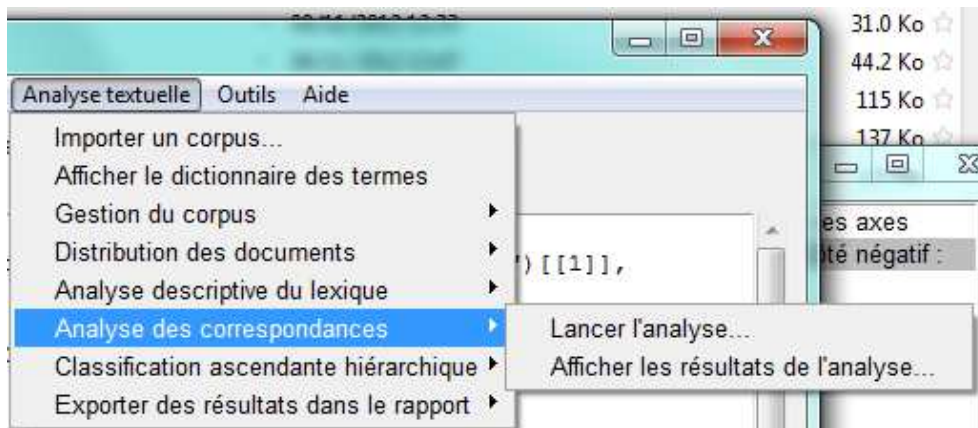 31.0 Ko
44.2 Ko
Analyse textuelle Outils Aide
115 Ko
137 Ko
Importer un corpus...
Afficher le dictionnaire des termes
Gestion du corpus
es axes
Distribution des documents
")[[1]],
té négatif :
Analyse descriptive du lexique
Analyse des correspondances
Lancer l'analyse...
Classification ascendante hiérarchique
Afficher les résultats de l'analyse...
Exporter des résultats dans le rapport